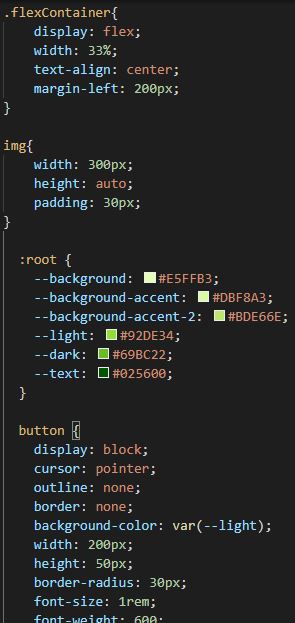 .flexContainer{
display: flex;
width: 33%;
text-align: center;
margin-left: 200px;
}
img{
width: 300px;
height: auto;
padding: 30px;
}
:root {
--background: #E5FFB3;
--background-accent: #DBF8A3;
--background-accent-2: #BDE66E;
--light: #92DE34;
--dark: #69BC22;
--text: #025600;
}
button {
display: block;
cursor: pointer;
outline: none;
border: none;
background-color: var(--light);
width: 200px;
height: 50px;
border-radius: 30px;
font-size: 1rem;
font-weight: 600;